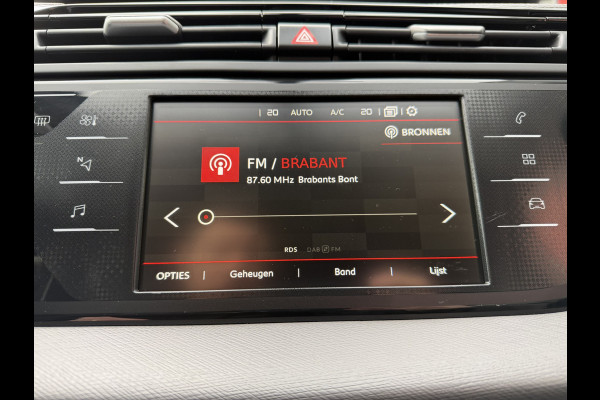 20 AUTO A/C 20
BRONNEN
FM / BRABANT
87.60 MHz Brabants Bont
N
RDS DAB FM
OPTIES Geheugen Band Lijst